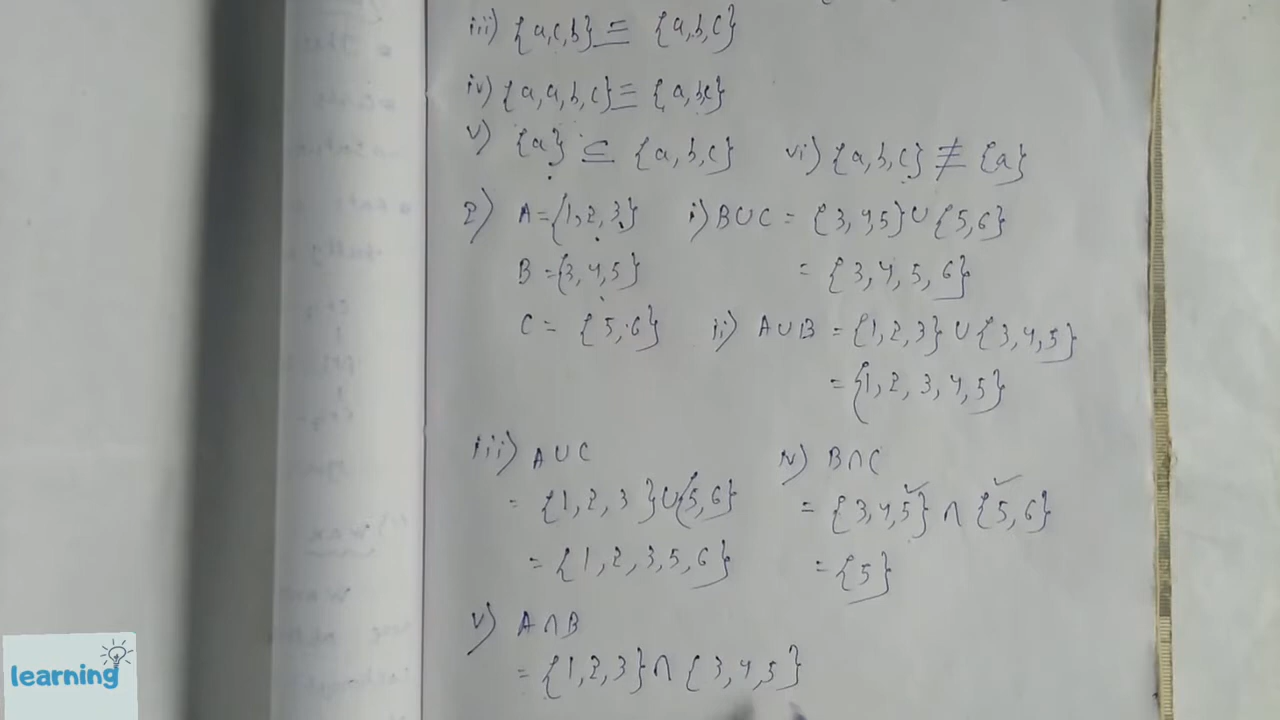 iii) {a,c,b} ⊆ {a,b,c}
iv) {a,a,b,c} ⊆ {a,b,c}
v) {a} ⊆ {a,b,c} vi) {a,b,c} ⊈ {a}
2) A={1,2,3} i) B∪C = {3,4,5}∪{5,6}
B={3,4,5} = {3,4,5,6}
C= {5,6} ii) A∪B = {1,2,3}∪{3,4,5}
={1,2,3,4,5}
iii) A∪C iv) B∩C
= {1,2,3}∪{5,6} = {3,4,5} ∩ {5,6}
= {1,2,3,5,6} = {5}
v) A∩B
= {1,2,3}∩{3,4,5}
learning